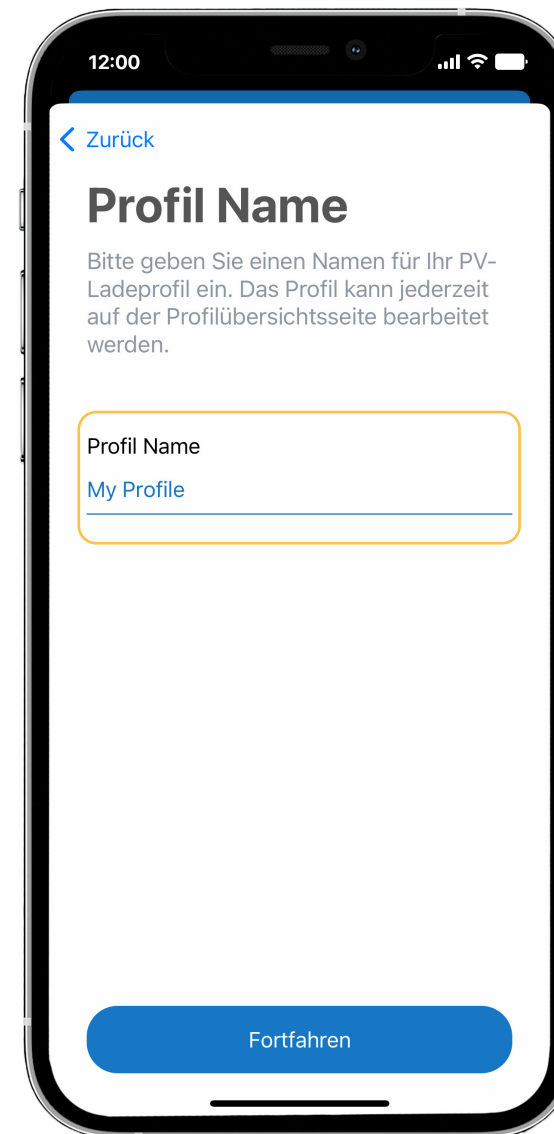 12:00
Zurück
Profil Name
Bitte geben Sie einen Namen für Ihr PV-
Ladeprofil ein. Das Profil kann jederzeit
auf der Profilübersichtsseite bearbeitet
werden.
Profil Name
My Profile
Fortfahren